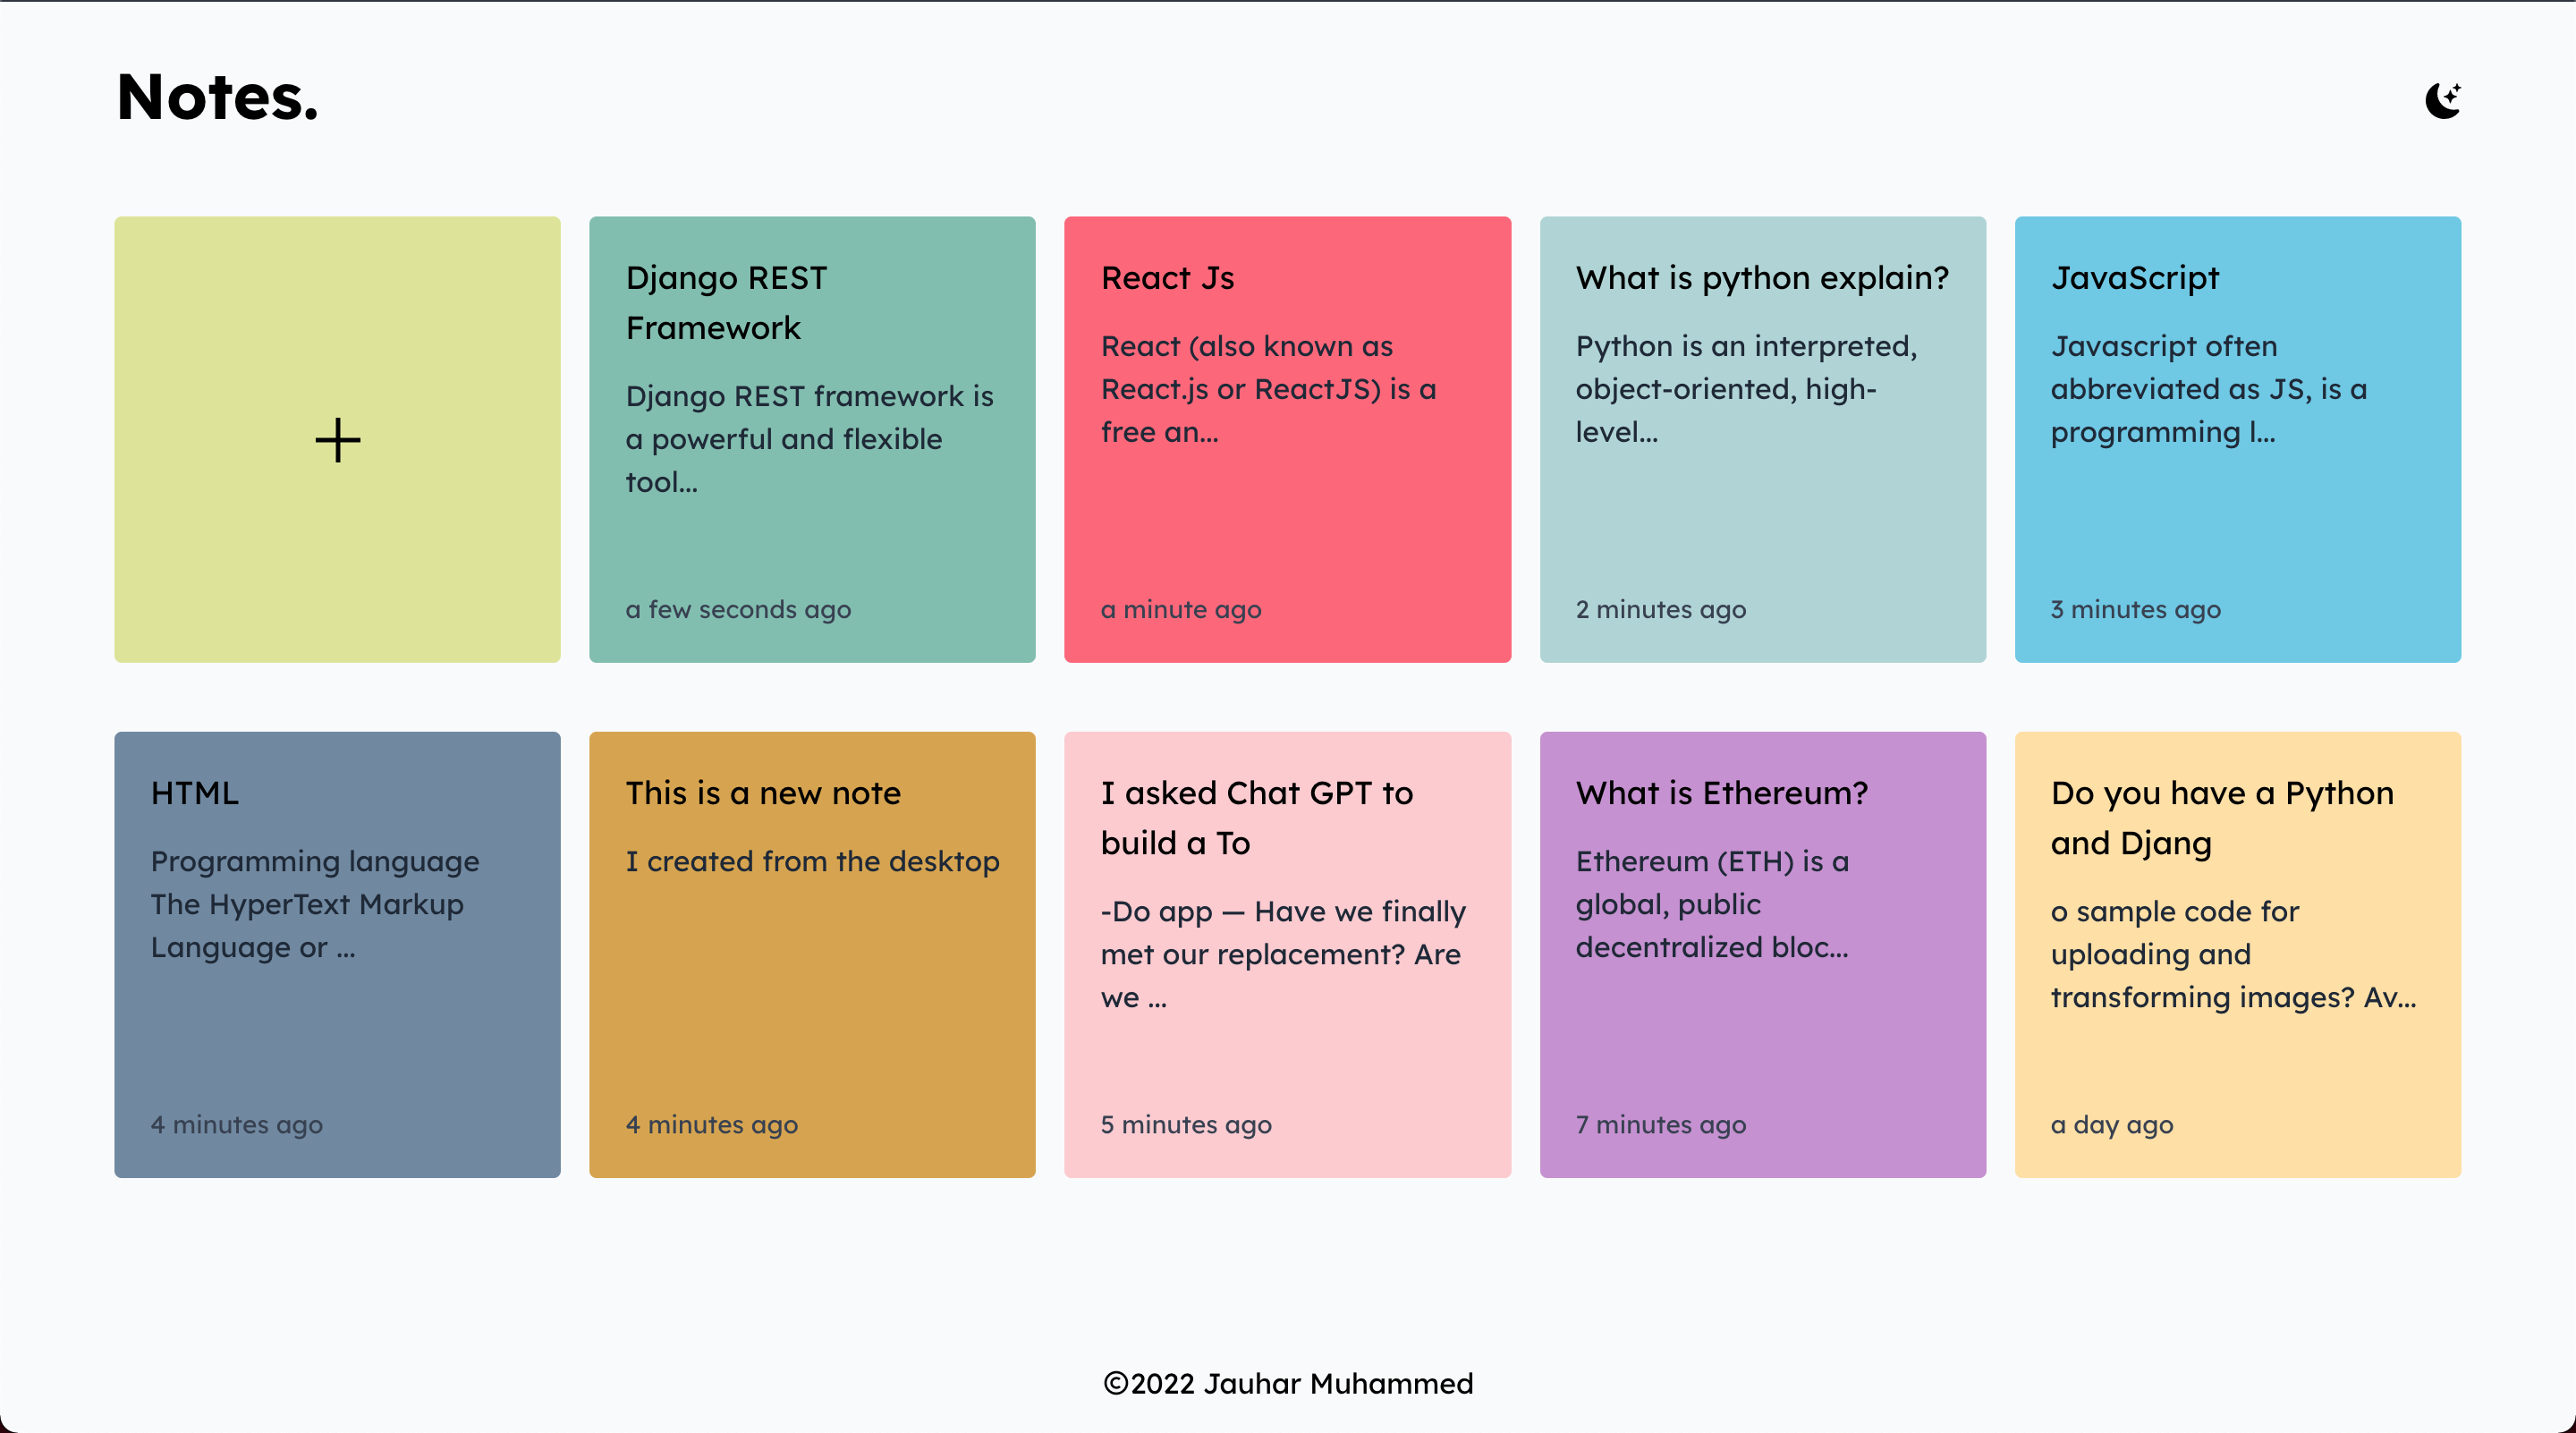 Notes.
+
Django REST
Framework
Django REST framework is
a powerful and flexible
tool...
a few seconds ago
React Js
React (also known as
React.js or ReactJS) is a
free an...
a minute ago
What is python explain?
Python is an interpreted,
object-oriented, high-
level...
2 minutes ago
JavaScript
Javascript often
abbreviated as JS, is a
programming l...
3 minutes ago
HTML
Programming language
The HyperText Markup
Language or ...
4 minutes ago
This is a new note
I created from the desktop
4 minutes ago
I asked Chat GPT to
build a To
-Do app — Have we finally
met our replacement? Are
we ...
5 minutes ago
What is Ethereum?
Ethereum (ETH) is a
global, public
decentralized bloc...
7 minutes ago
Do you have a Python
and Djang
o sample code for
uploading and
transforming images? Av...
a day ago
©2022 Jauhar Muhammed